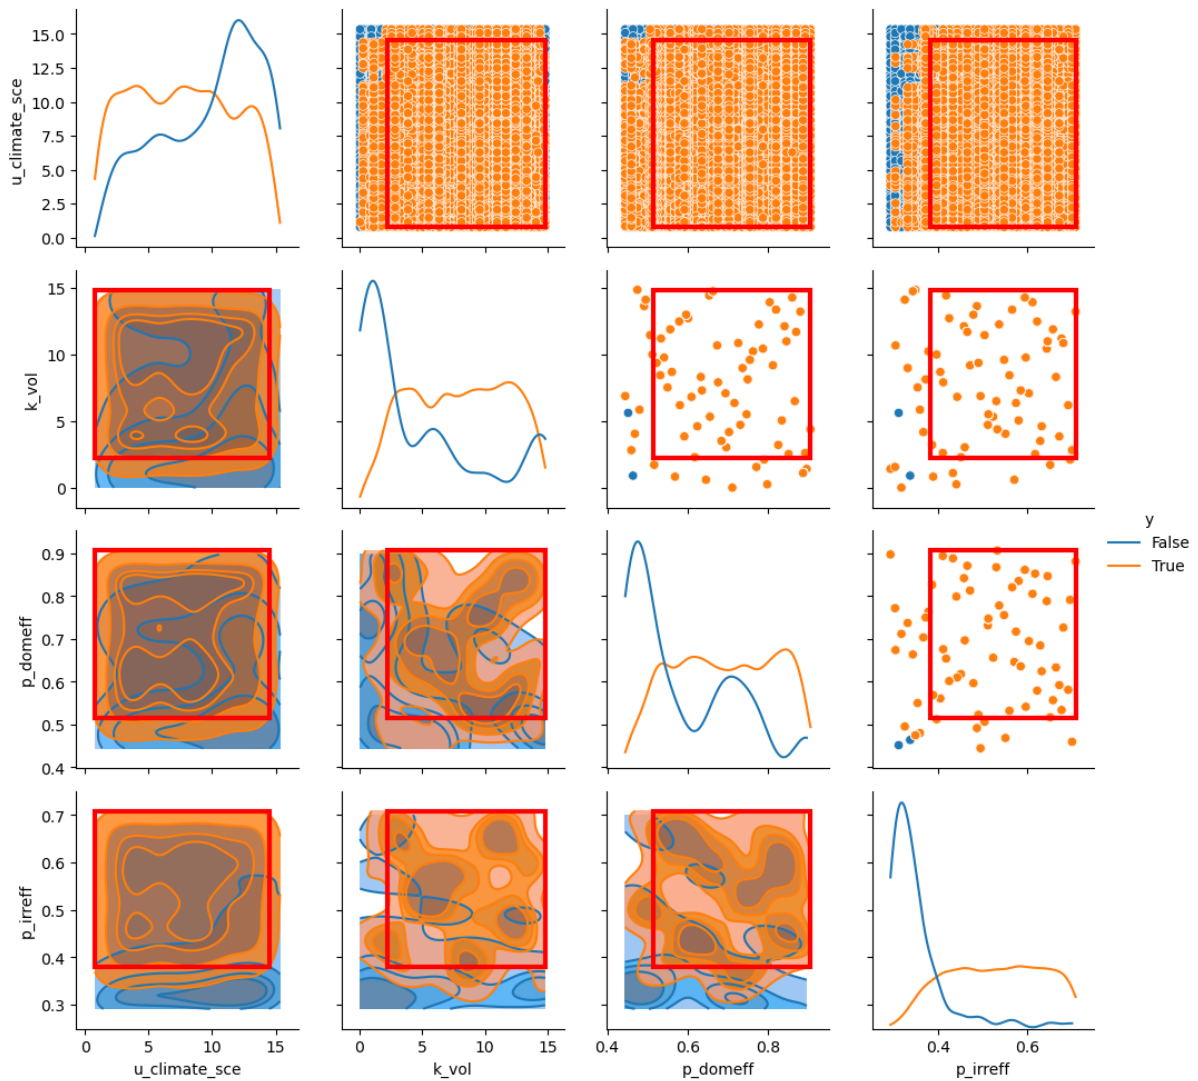 15.0
12.5
10.0
7.5
5.0
2.5
0.0
u_climate_sce
15
10
5
0
k_vol
y
False
True
0.9
0.8
0.7
0.6
0.5
0.4
p_domeff
0.7
0.6
0.5
0.4
0.3
p_irreff
0 5 10 15 0 5 10 15 0.4 0.6 0.8 0.4 0.6
u_climate_sce k_vol p_domeff p_irreff